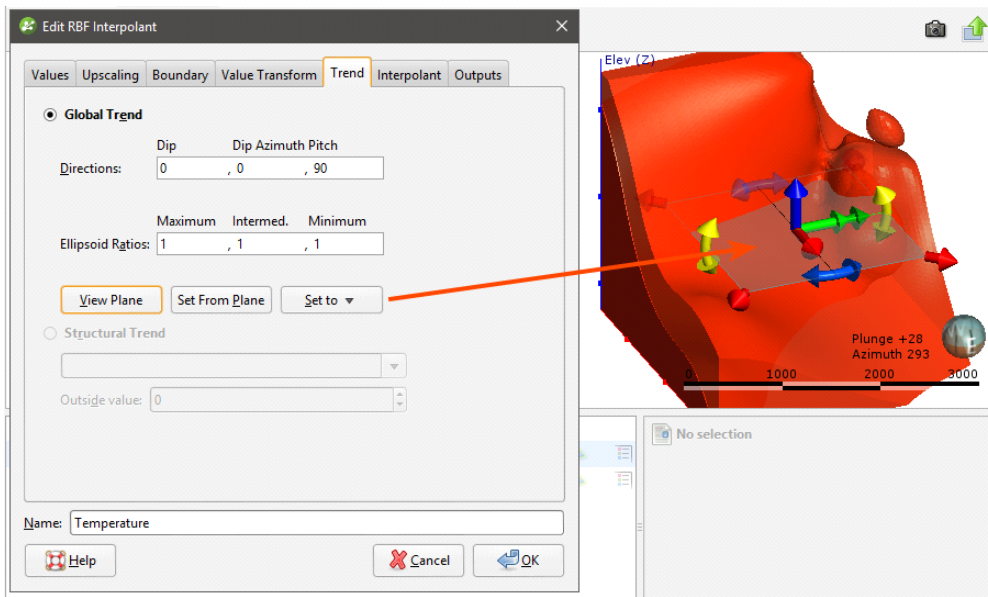 Edit RBF Interpolant
Values Upscaling Boundary Value Transform Trend Interpolant Outputs
Global Trend
Dip Dip Azimuth Pitch
Directions: 0 , 0 , 90
Maximum Intermed. Minimum
Ellipsoid Ratios: 1 , 1 , 1
View Plane Set From Plane Set to
Structural Trend
Outside value: 0
Name: Temperature
Help Cancel OK
Elev (Z)
Plunge +28
Azimuth 293
0 1000 2000 3000
No selection